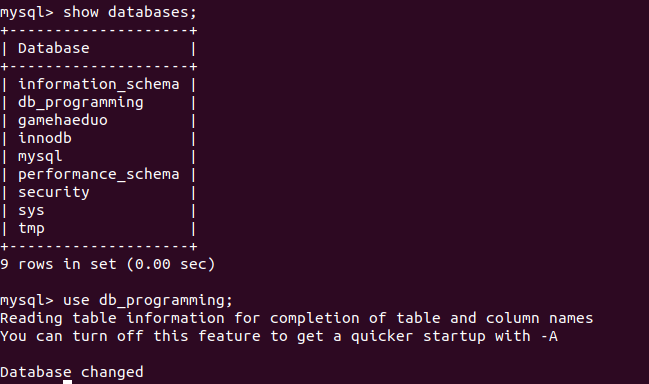 mysql> show databases;
+--------------------+
| Database           |
+--------------------+
| information_schema |
| db_programming     |
| gamehaeduo         |
| innodb             |
| mysql              |
| performance_schema |
| security           |
| sys                |
| tmp                |
+--------------------+
9 rows in set (0.00 sec)

mysql> use db_programming;
Reading table information for completion of table and column names
You can turn off this feature to get a quicker startup with -A

Database changed